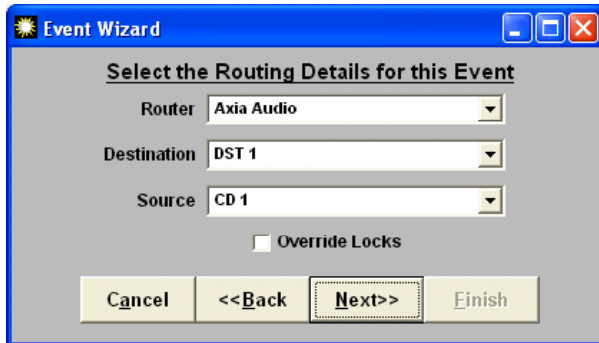 Event Wizard
Select the Routing Details for this Event
Router Axia Audio
Destination DST 1
Source CD 1
Override Locks
Cancel <<Back Next>> Finish